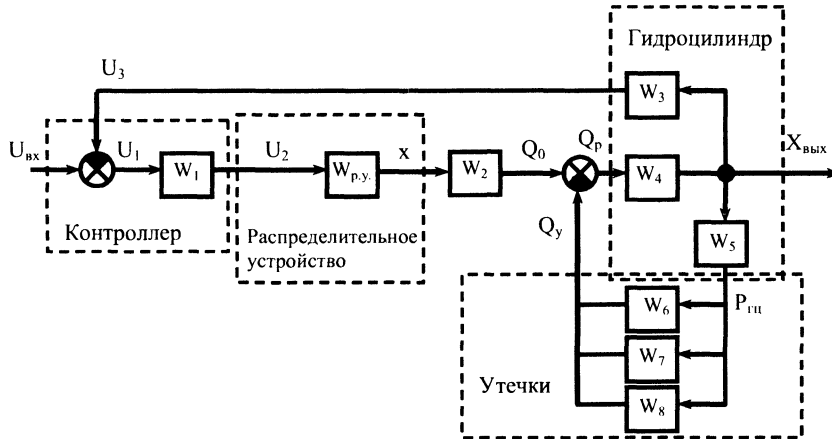 Гидроцилиндр
U₃
W₃
Uвх
U₁
W₁
U₂
Wр.у.
x
W₂
Q₀
Qр
W₄
Xвых
Контроллер
Распределительное
устройство
Qу
W₅
Pгц
W₆
W₇
W₈
Утечки